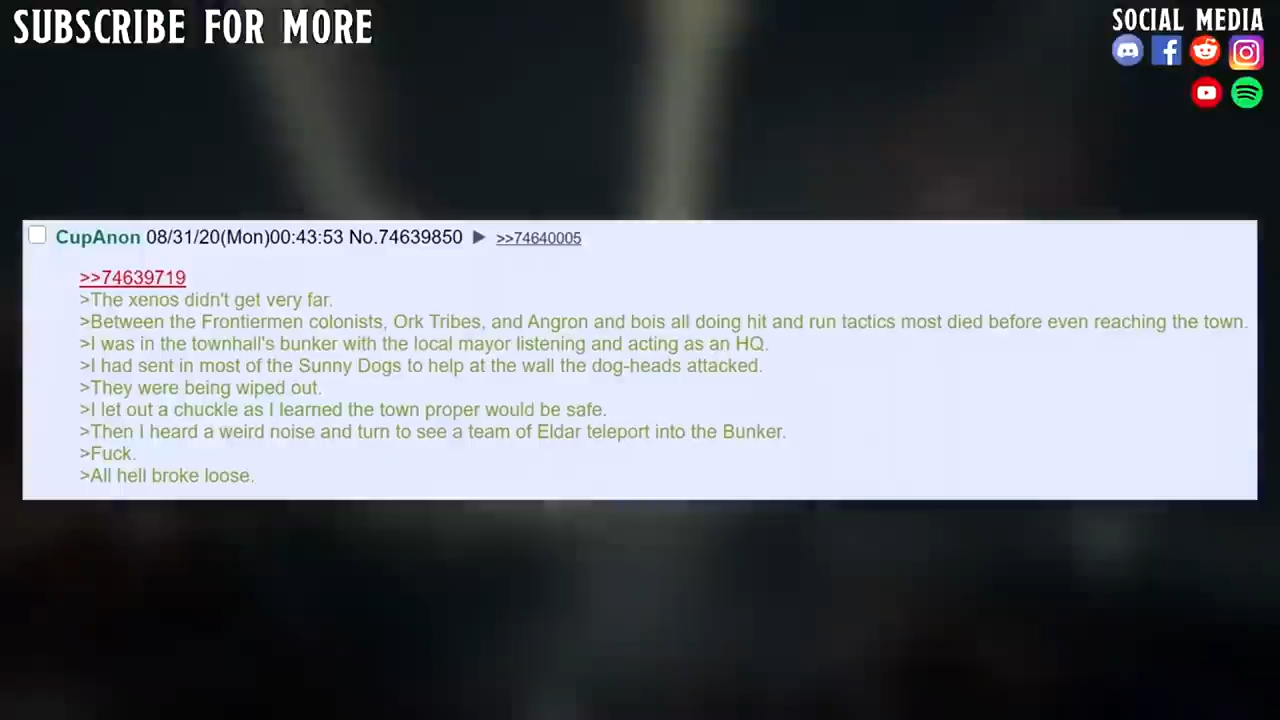 SUBSCRIBE FOR MORE
SOCIAL MEDIA
CupAnon 08/31/20(Mon)00:43:53 No.74639850 ▶ >>74640005
>>74639719
>The xenos didn't get very far.
>Between the Frontiermen colonists, Ork Tribes, and Angron and bois all doing hit and run tactics most died before even reaching the town.
>I was in the townhall's bunker with the local mayor listening and acting as an HQ.
>I had sent in most of the Sunny Dogs to help at the wall the dog-heads attacked.
>They were being wiped out.
>I let out a chuckle as I learned the town proper would be safe.
>Then I heard a weird noise and turn to see a team of Eldar teleport into the Bunker.
>Fuck.
>All hell broke loose.